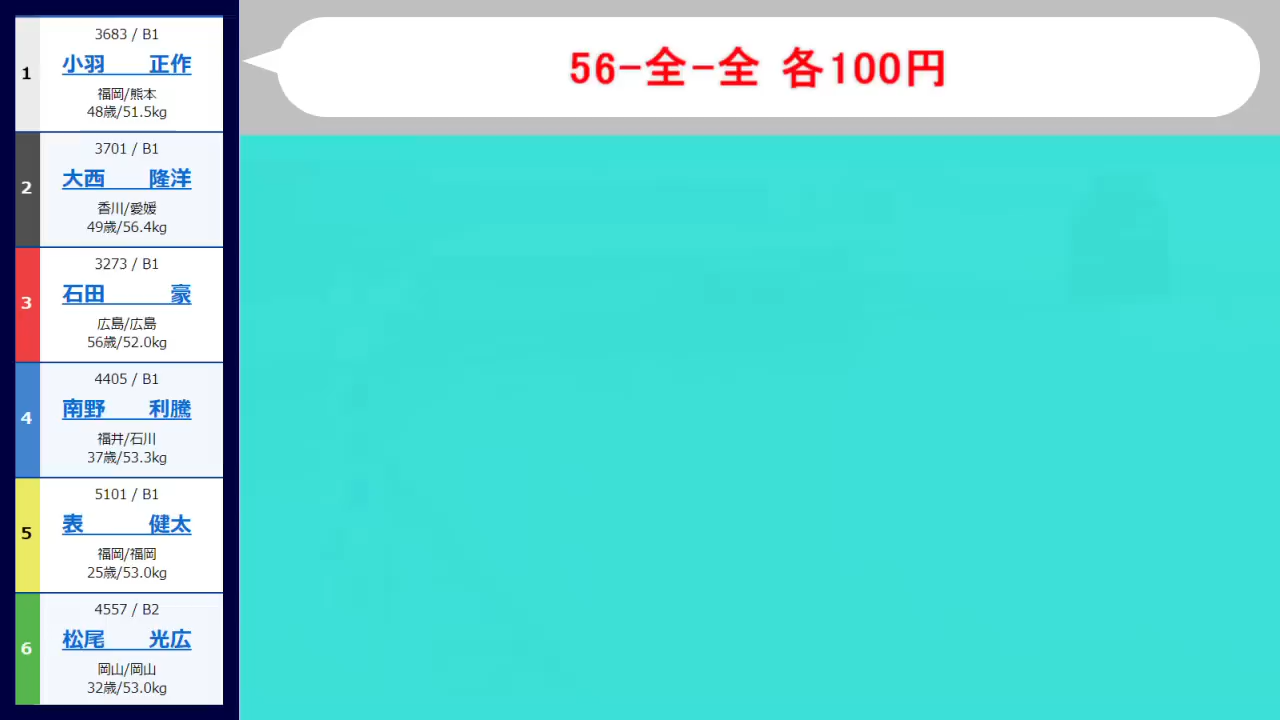 1
3683 / B1
小羽 正作
福岡/熊本
48歳/51.5kg
56-全-全 各100円
2
3701 / B1
大西 隆洋
香川/愛媛
49歳/56.4kg
3
3273 / B1
石田 豪
広島/広島
56歳/52.0kg
4
4405 / B1
南野 利騰
福井/石川
37歳/53.3kg
5
5101 / B1
表 健太
福岡/福岡
25歳/53.0kg
6
4557 / B2
松尾 光広
岡山/岡山
32歳/53.0kg